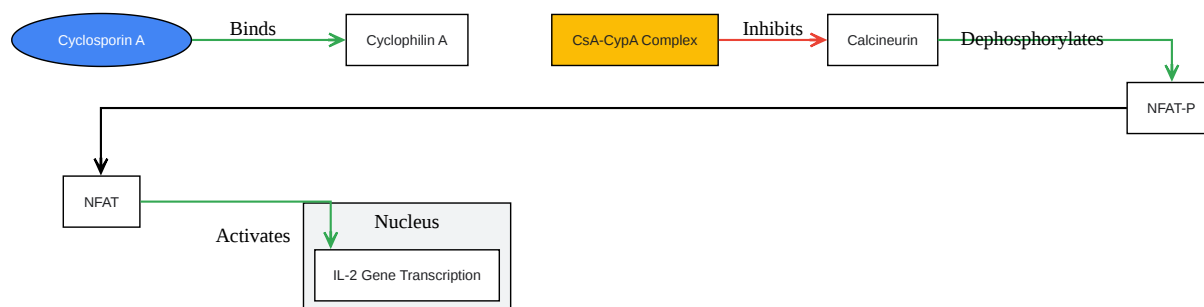 Cyclosporin A
Binds
Cyclophilin A
CsA-CypA Complex
Inhibits
Calcineurin
Dephosphorylates
NFAT-P
NFAT
Activates
Nucleus
IL-2 Gene Transcription